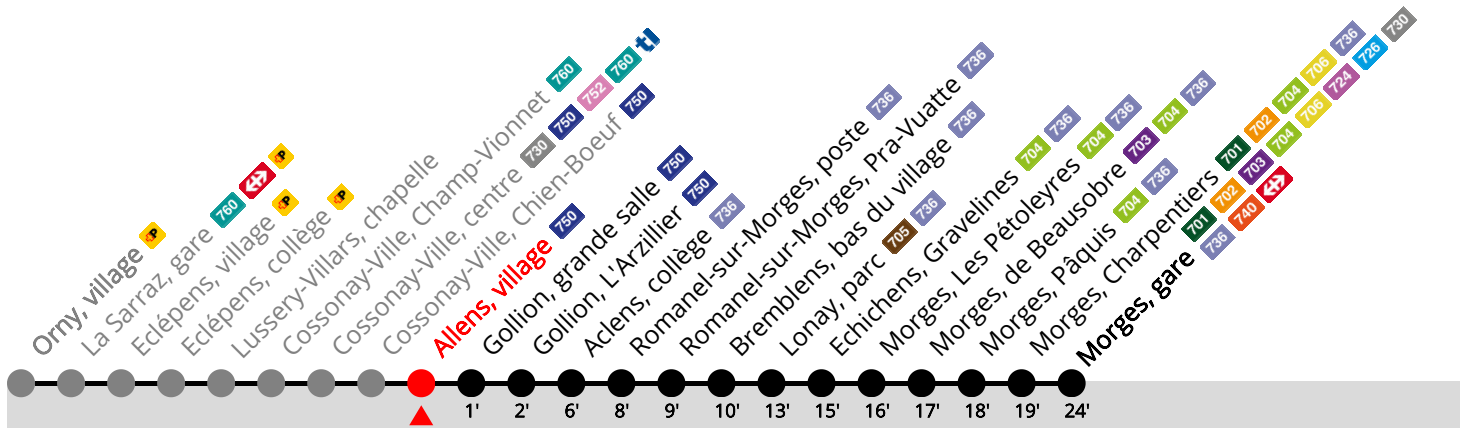 Orny, village P
La Sarraz, gare 760 P
Eclépens, village P
Eclépens, collège P
Lussery-Villars, chapelle
Cossonay-Ville, Champ-Vionnet 760
Cossonay-Ville, centre 730 750 752 760 tl
Cossonay-Ville, Chien-Boeuf 750
Allens, village 750
Gollion, grande salle 750
Gollion, L'Arzillier 750
Aclens, collège 736
Romanel-sur-Morges, poste 736
Romanel-sur-Morges, Pra-Vuatte 736
Bremblens, bas du village 736
Lonay, parc 705 736
Echichens, Gravelines 704 736
Morges, Les Pétoleyres 704 736
Morges, de Beausobre 703 704 736
Morges, Pâquis 704 736
Morges, Charpentiers 701 702 704 706 736
Morges, gare 701 702 703 704 706 724 726 730
736 740
1' 2' 6' 8' 9' 10' 13' 15' 16' 17' 18' 19' 24'